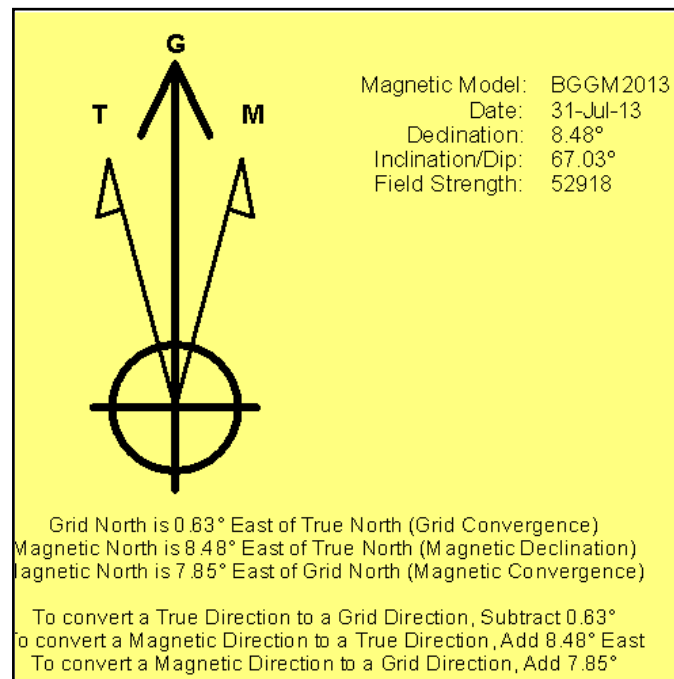 G
T
M
Magnetic Model: BGGM2013
Date: 31-Jul-13
Declination: 8.48°
Inclination/Dip: 67.03°
Field Strength: 52918
Grid North is 0.63° East of True North (Grid Convergence)
Magnetic North is 8.48° East of True North (Magnetic Declination)
Magnetic North is 7.85° East of Grid North (Magnetic Convergence)
To convert a True Direction to a Grid Direction, Subtract 0.63°
To convert a Magnetic Direction to a True Direction, Add 8.48° East
To convert a Magnetic Direction to a Grid Direction, Add 7.85°